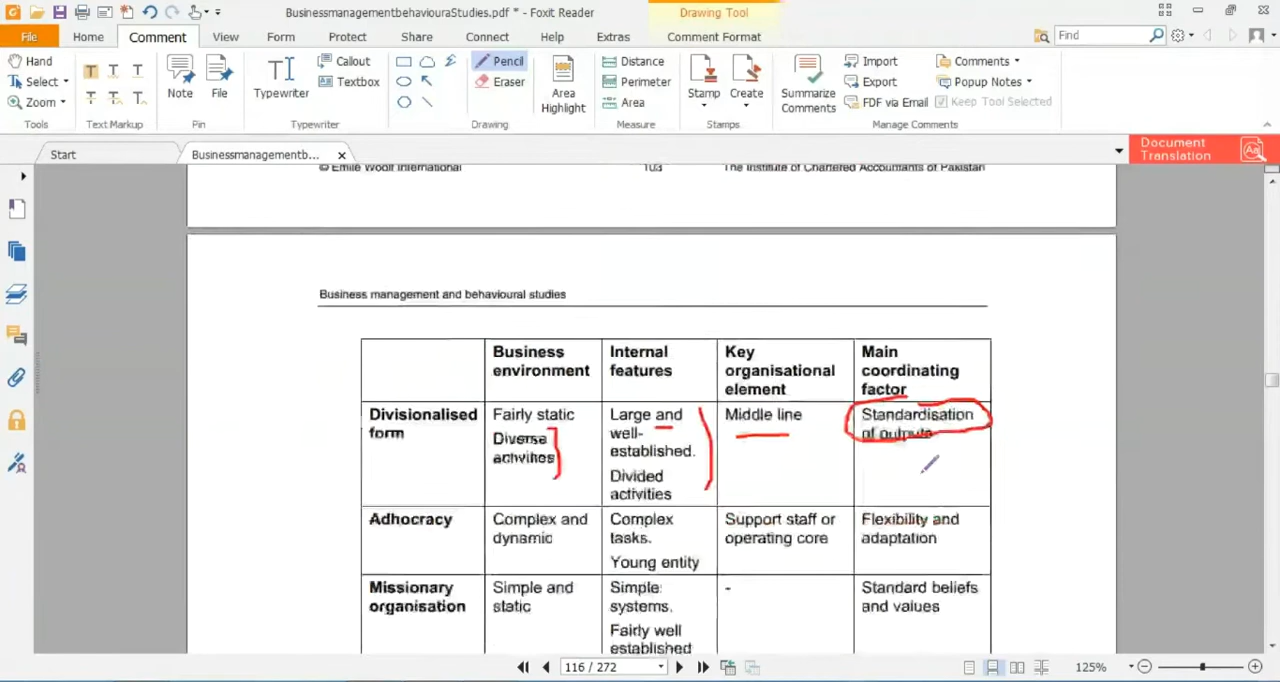 BusinessmanagementbehaviouraStudies.pdf * - Foxit Reader
Drawing Tool
File Home Comment View Form Protect Share Connect Help Extras Comment Format Find
Hand
Select
Zoom
Tools
Text Markup
Note File
Pin
Typewriter
Callout
Textbox
Typewriter
Pencil
Eraser
Drawing
Area Highlight
Distance
Perimeter
Area
Measure
Stamp Create
Stamps
Summarize Comments
Import
Export
FDF via Email
Comments
Popup Notes
Keep Tool Selected
Manage Comments
Start Businessmanagementb...
Document Translation
© Emile Woolf International 103 The Institute of Chartered Accountants of Pakistan
Business management and behavioural studies
Business environment Internal features Key organisational element Main coordinating factor
Divisionalised form
Fairly static
Diverse activities
Large and well-established.
Divided activities
Middle line
Standardisation of outputs
Adhocracy
Complex and dynamic
Complex tasks.
Young entity
Support staff or operating core
Flexibility and adaptation
Missionary organisation
Simple and static
Simple systems.
Fairly well established
-
Standard beliefs and values
116 / 272
125%